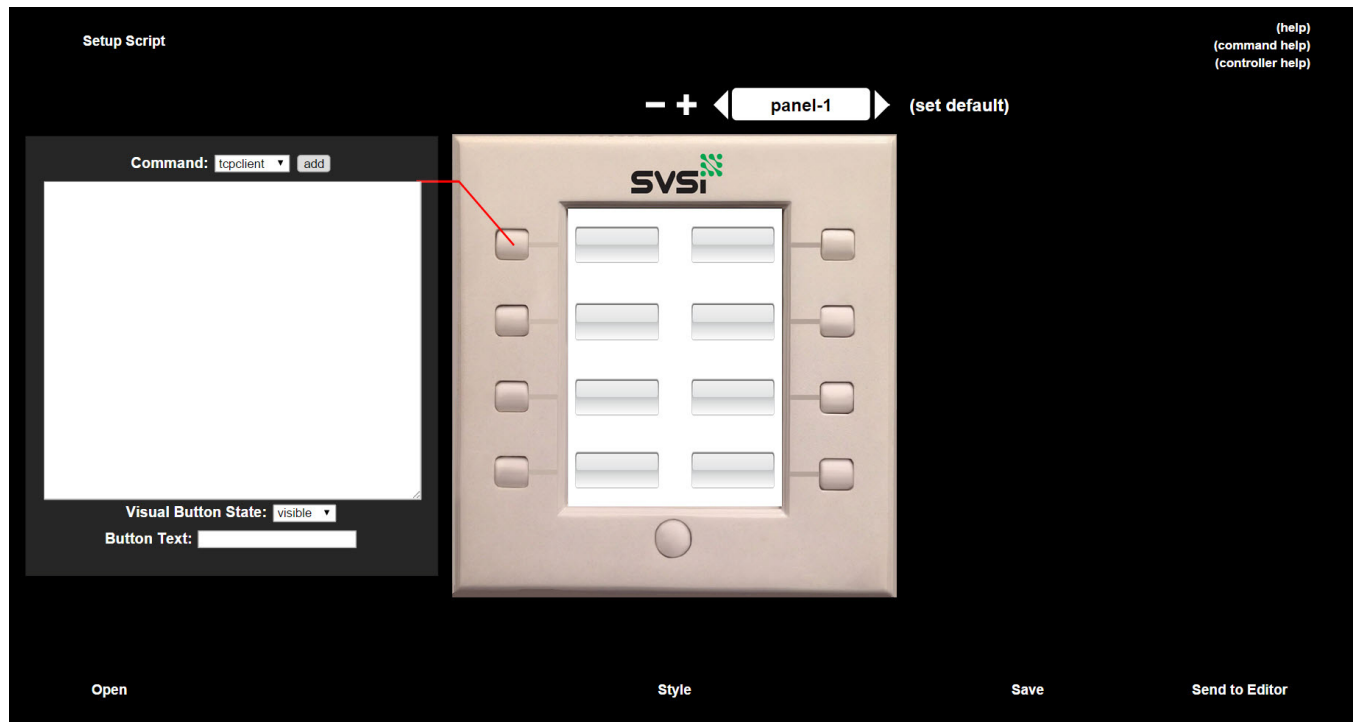 Setup Script
(help)
(command help)
(controller help)
panel-1
(set default)
Command: tcpclient add
SVSi
Visual Button State: visible
Button Text:
Open
Style
Save
Send to Editor